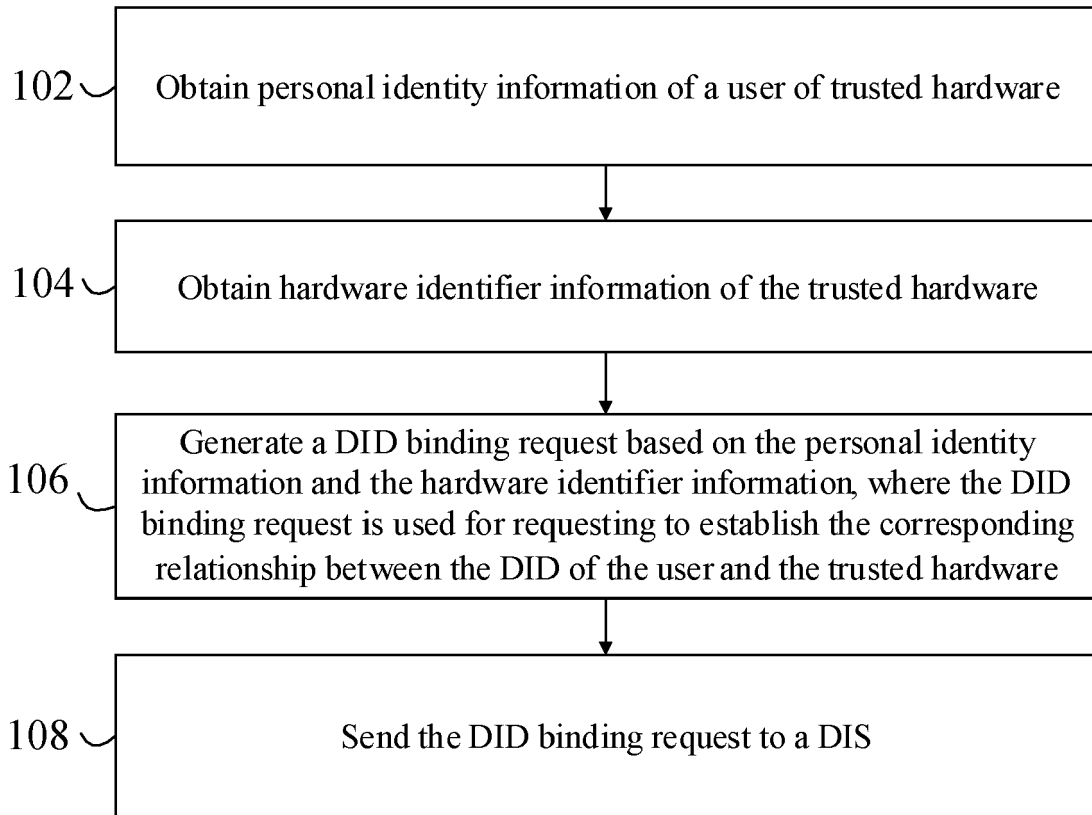 102
Obtain personal identity information of a user of trusted hardware
104
Obtain hardware identifier information of the trusted hardware
106
Generate a DID binding request based on the personal identity
information and the hardware identifier information, where the DID
binding request is used for requesting to establish the corresponding
relationship between the DID of the user and the trusted hardware
108
Send the DID binding request to a DIS